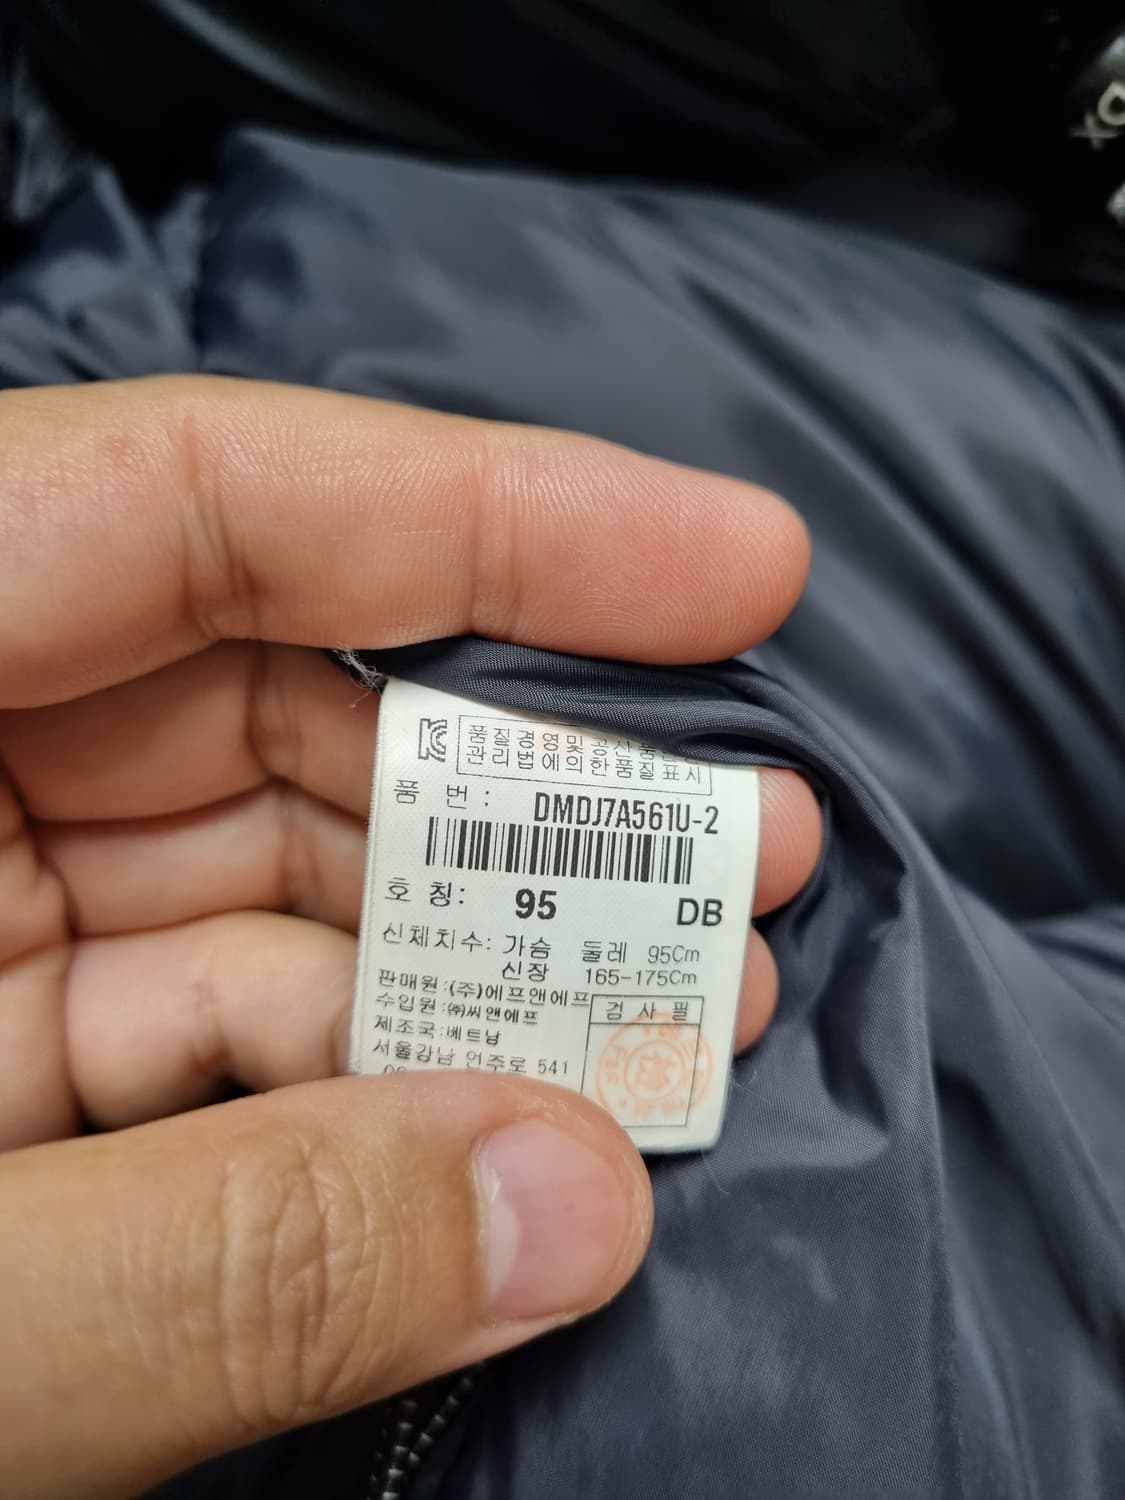 품질경영및공산품
관리법에의한품질표시
품 번 : DMDJ7A561U-2
호 칭: 95 DB
신체치수: 가슴 둘레 95Cm
신장 165-175Cm
판매원:(주)에프앤에프
수입원:㈜씨앤에프
제조국:베트남
서울강남 언주로 541
검 사 필